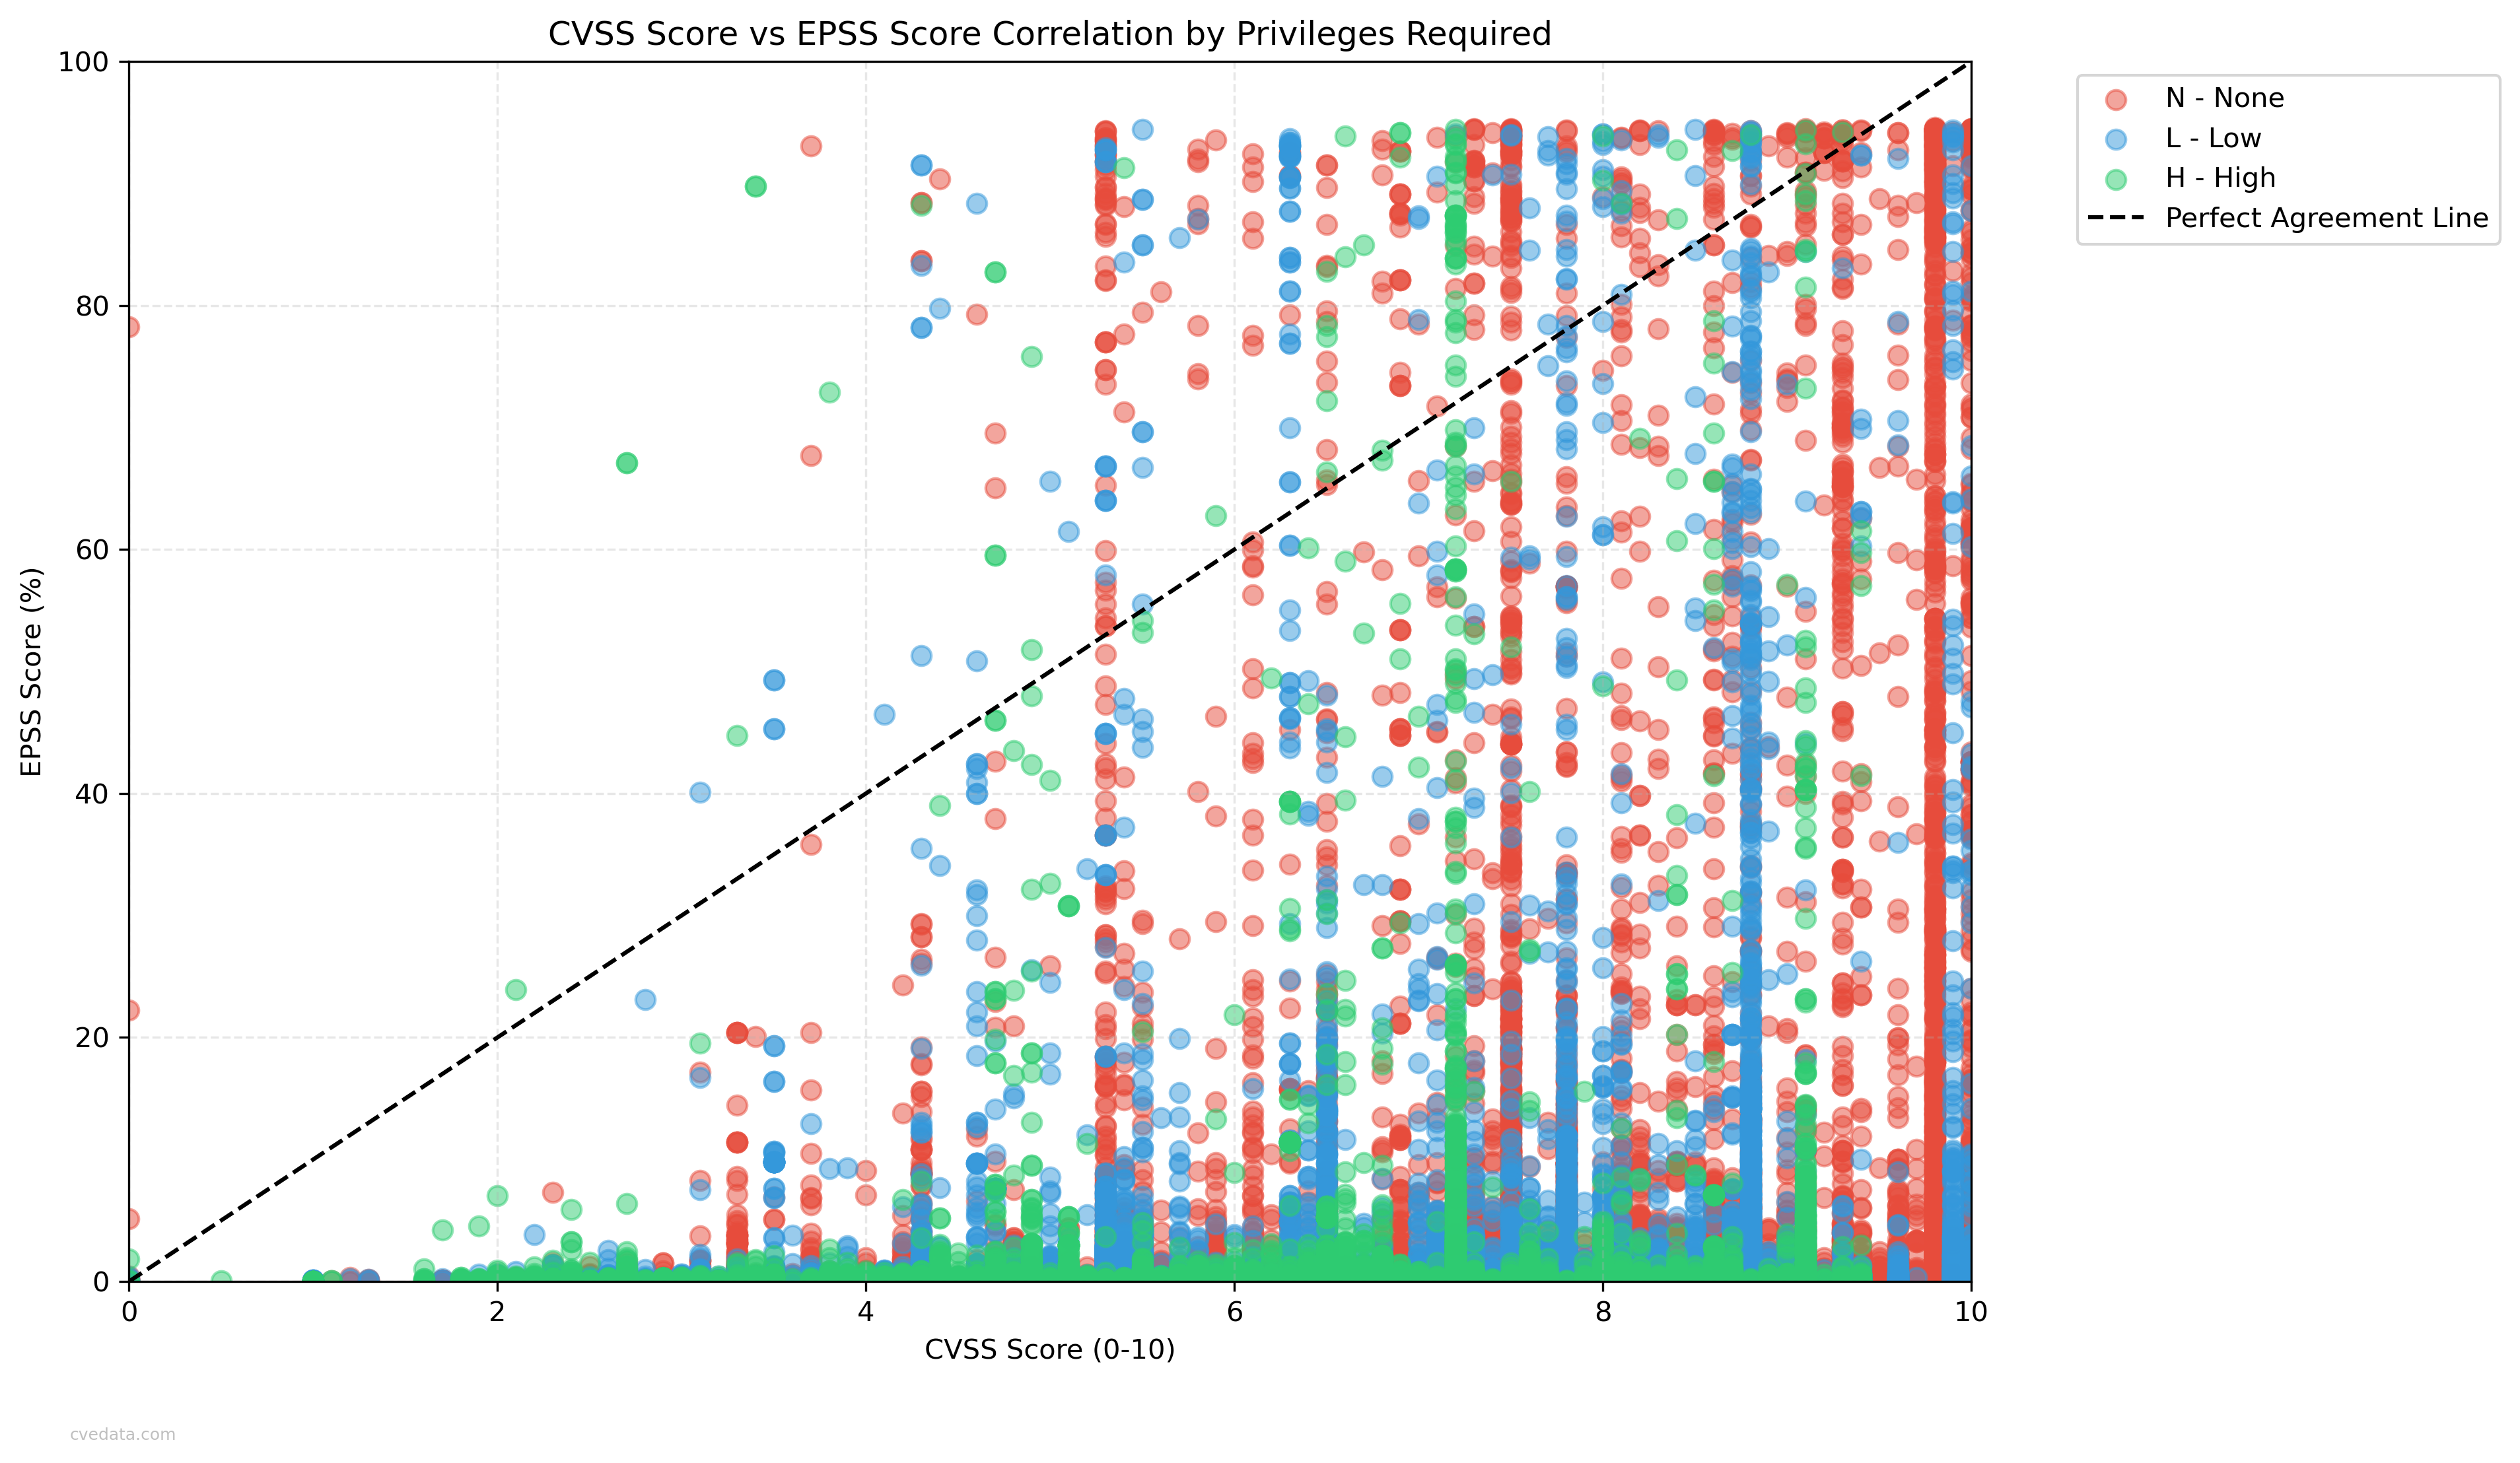 CVSS Score vs EPSS Score Correlation by Privileges Required
N - None
L - Low
H - High
Perfect Agreement Line
EPSS Score (%)
100
80
60
40
20
0
0 2 4 6 8 10
CVSS Score (0-10)
cvedata.com